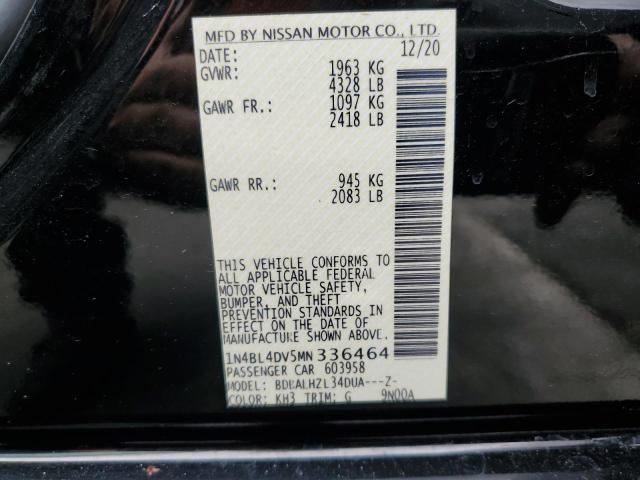 MFD BY NISSAN MOTOR CO., LTD.
DATE: 12/20
GVWR: 1963 KG
4328 LB
GAWR FR.: 1097 KG
2418 LB
GAWR RR.: 945 KG
2083 LB
THIS VEHICLE CONFORMS TO
ALL APPLICABLE FEDERAL
MOTOR VEHICLE SAFETY,
BUMPER, AND THEFT
PREVENTION STANDARDS IN
EFFECT ON THE DATE OF
MANUFACTURE SHOWN ABOVE.
1N4BL4DV5MN336464
PASSENGER CAR 603958
MODEL: BDRALHZL34DUA---Z-
COLOR: KH3 TRIM: G 9N00A